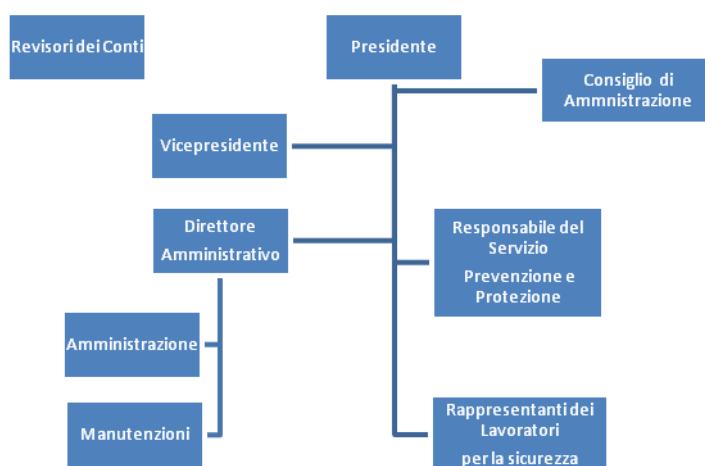 Revisori dei Conti
Presidente
Consiglio di
Ammnistrazione
Vicepresidente
Direttore
Amministrativo
Responsabile del
Servizio
Prevenzione e
Protezione
Amministrazione
Manutenzioni
Rappresentanti dei
Lavoratori
per la sicurezza